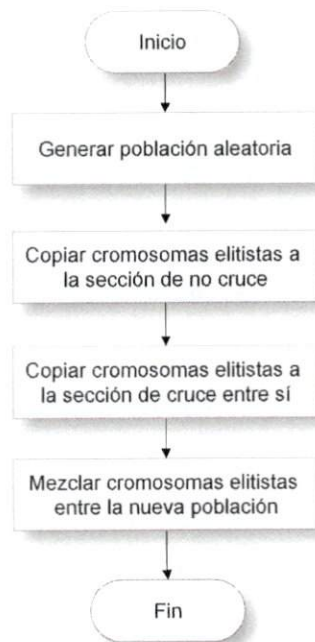 Inicio
Generar población aleatoria
Copiar cromosomas elitistas a
la sección de no cruce
Copiar cromosomas elitistas a
la sección de cruce entre sí
Mezclar cromosomas elitistas
entre la nueva población
Fin